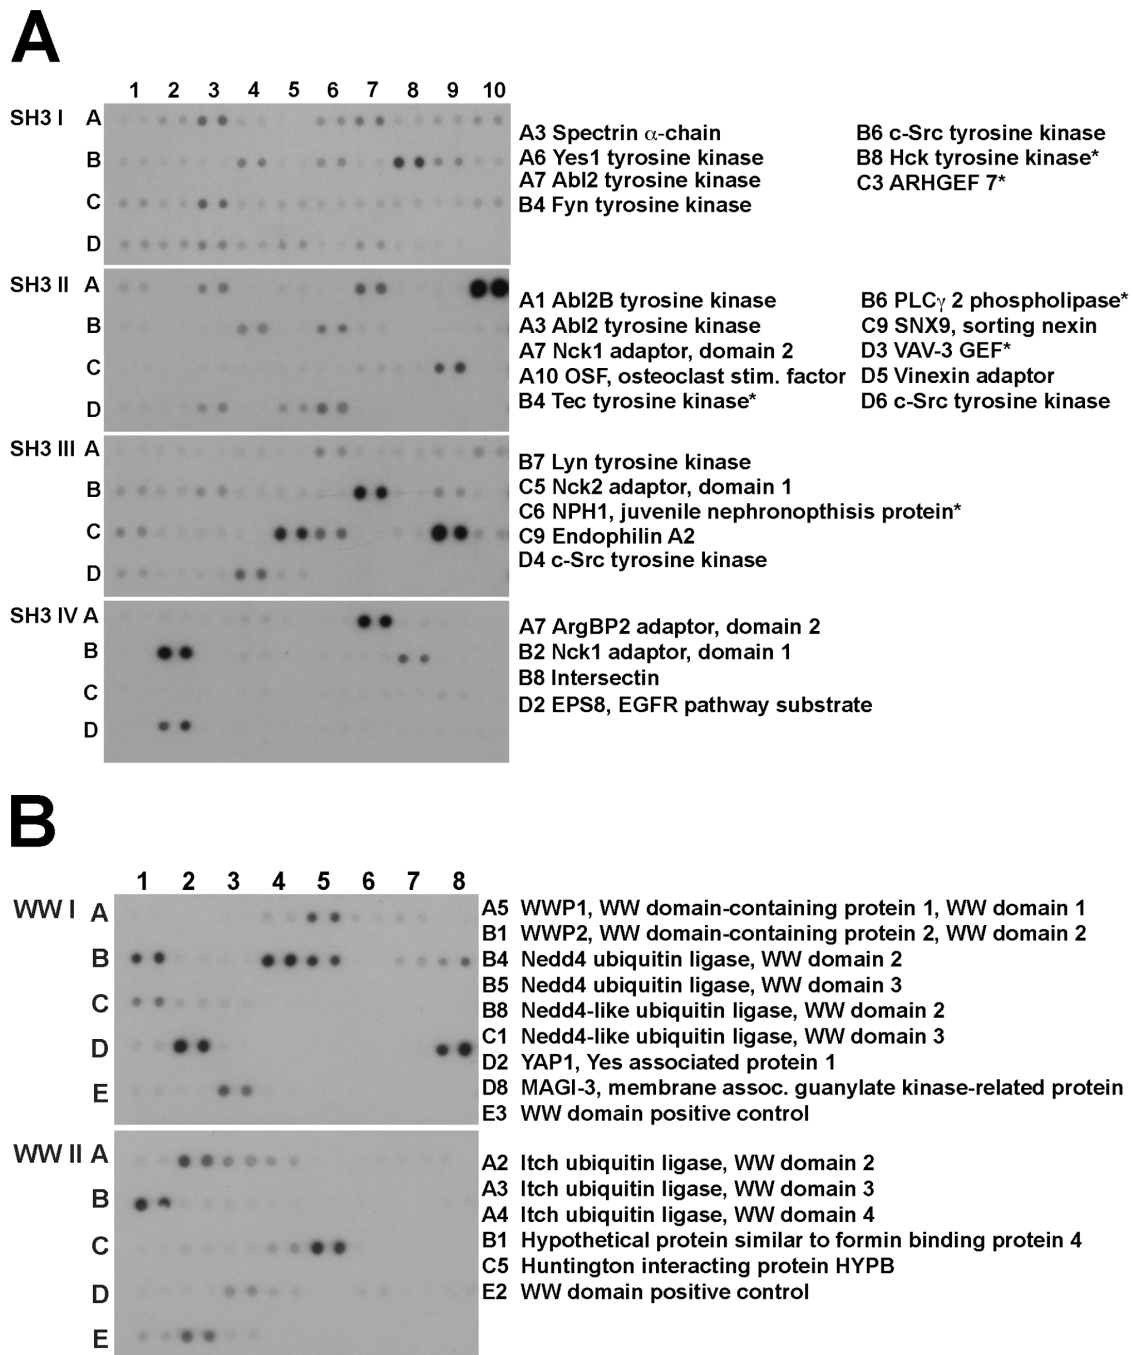 A
1 2 3 4 5 6 7 8 9 10
SH3 I A
B
C
D
A3 Spectrin α-chain
A6 Yes1 tyrosine kinase
A7 Abl2 tyrosine kinase
B4 Fyn tyrosine kinase
B6 c-Src tyrosine kinase
B8 Hck tyrosine kinase*
C3 ARHGEF 7*
SH3 II A
B
C
D
A1 Abl2B tyrosine kinase
A3 Abl2 tyrosine kinase
A7 Nck1 adaptor, domain 2
A10 OSF, osteoclast stim. factor
B4 Tec tyrosine kinase*
B6 PLCγ 2 phospholipase*
C9 SNX9, sorting nexin
D3 VAV-3 GEF*
D5 Vinexin adaptor
D6 c-Src tyrosine kinase
SH3 III A
B
C
D
B7 Lyn tyrosine kinase
C5 Nck2 adaptor, domain 1
C6 NPH1, juvenile nephronopthisis protein*
C9 Endophilin A2
D4 c-Src tyrosine kinase
SH3 IV A
B
C
D
A7 ArgBP2 adaptor, domain 2
B2 Nck1 adaptor, domain 1
B8 Intersectin
D2 EPS8, EGFR pathway substrate
B
1 2 3 4 5 6 7 8
WW I A
B
C
D
E
A5 WWP1, WW domain-containing protein 1, WW domain 1
B1 WWP2, WW domain-containing protein 2, WW domain 2
B4 Nedd4 ubiquitin ligase, WW domain 2
B5 Nedd4 ubiquitin ligase, WW domain 3
B8 Nedd4-like ubiquitin ligase, WW domain 2
C1 Nedd4-like ubiquitin ligase, WW domain 3
D2 YAP1, Yes associated protein 1
D8 MAGI-3, membrane assoc. guanylate kinase-related protein
E3 WW domain positive control
WW II A
B
C
D
E
A2 Itch ubiquitin ligase, WW domain 2
A3 Itch ubiquitin ligase, WW domain 3
A4 Itch ubiquitin ligase, WW domain 4
B1 Hypothetical protein similar to formin binding protein 4
C5 Huntington interacting protein HYPB
E2 WW domain positive control